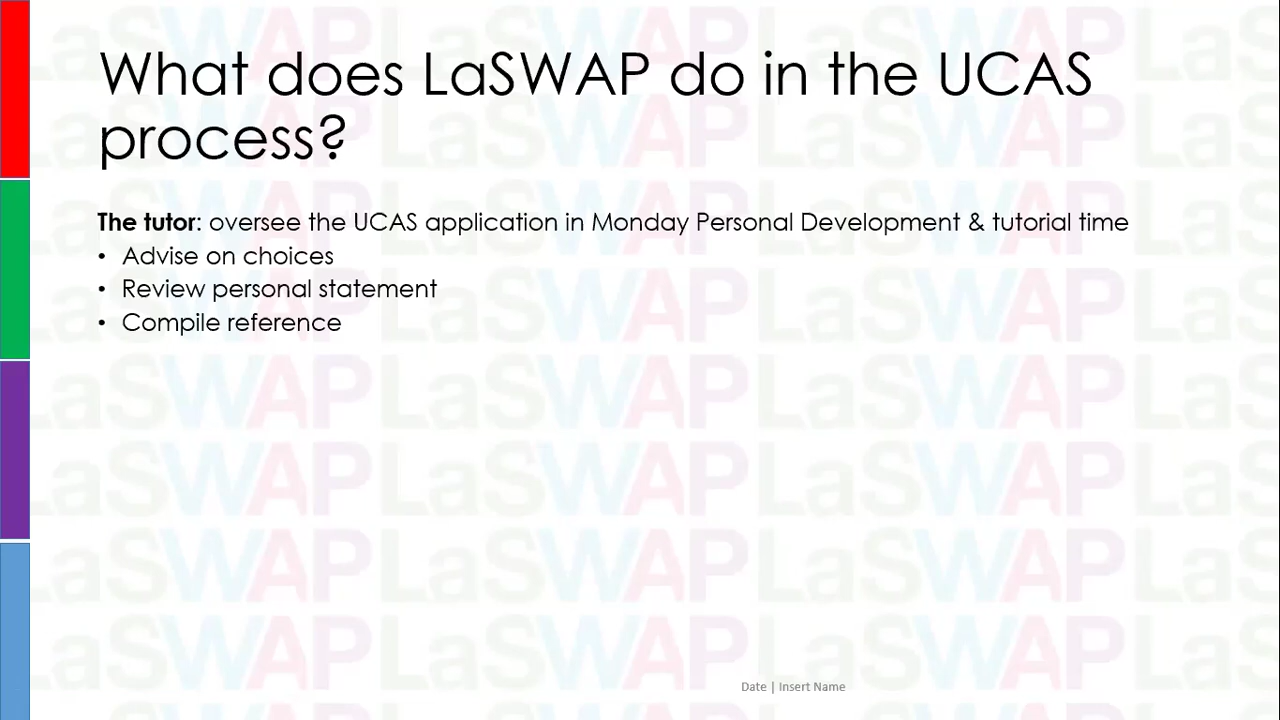 What does LaSWAP do in the UCAS
process?
The tutor: oversee the UCAS application in Monday Personal Development & tutorial time
• Advise on choices
• Review personal statement
• Compile reference
Date | Insert Name